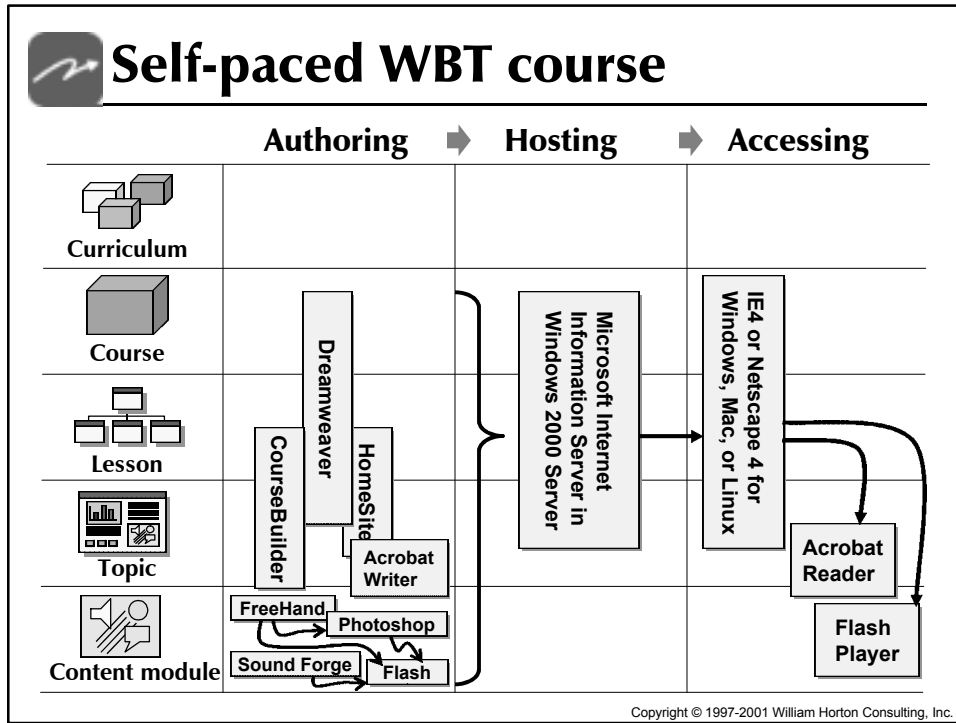 Self-paced WBT course
Authoring
Hosting
Accessing
Curriculum
Course
Lesson
Topic
Content module
Dreamweaver
CourseBuilder
HomeSite
Acrobat
Writer
FreeHand
Photoshop
Sound Forge
Flash
Microsoft Internet
Information Server in
Windows 2000 Server
IE4 or Netscape 4 for
Windows, Mac, or Linux
Acrobat
Reader
Flash
Player
Copyright © 1997-2001 William Horton Consulting, Inc.